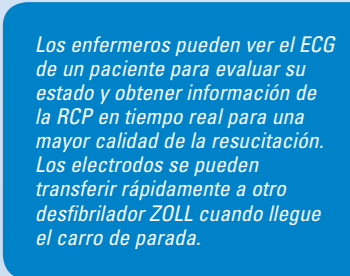 Los enfermeros pueden ver el ECG
de un paciente para evaluar su
estado y obtener información de
la RCP en tiempo real para una
mayor calidad de la resucitación.
Los electrodos se pueden
transferir rápidamente a otro
desfibrilador ZOLL cuando llegue
el carro de parada.